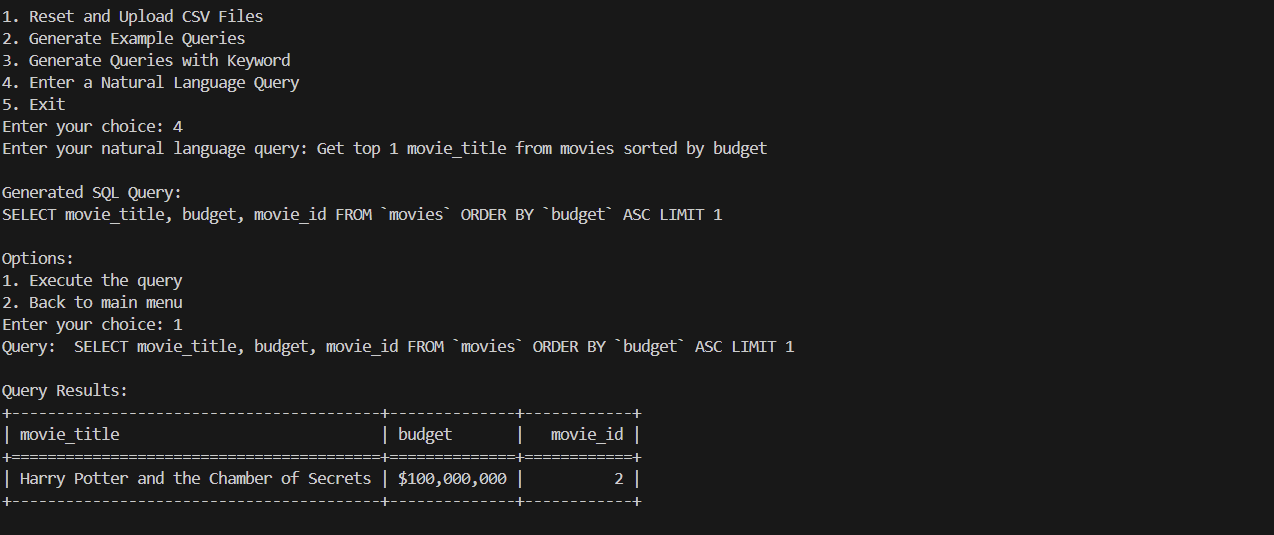 1. Reset and Upload CSV Files
2. Generate Example Queries
3. Generate Queries with Keyword
4. Enter a Natural Language Query
5. Exit
Enter your choice: 4
Enter your natural language query: Get top 1 movie_title from movies sorted by budget
Generated SQL Query:
SELECT movie_title, budget, movie_id FROM `movies` ORDER BY `budget` ASC LIMIT 1
Options:
1. Execute the query
2. Back to main menu
Enter your choice: 1
Query:  SELECT movie_title, budget, movie_id FROM `movies` ORDER BY `budget` ASC LIMIT 1
Query Results:
+-----------------------------------------+--------------+------------+
| movie_title                             | budget       |   movie_id |
+=========================================+==============+============+
| Harry Potter and the Chamber of Secrets | $100,000,000 |          2 |
+-----------------------------------------+--------------+------------+